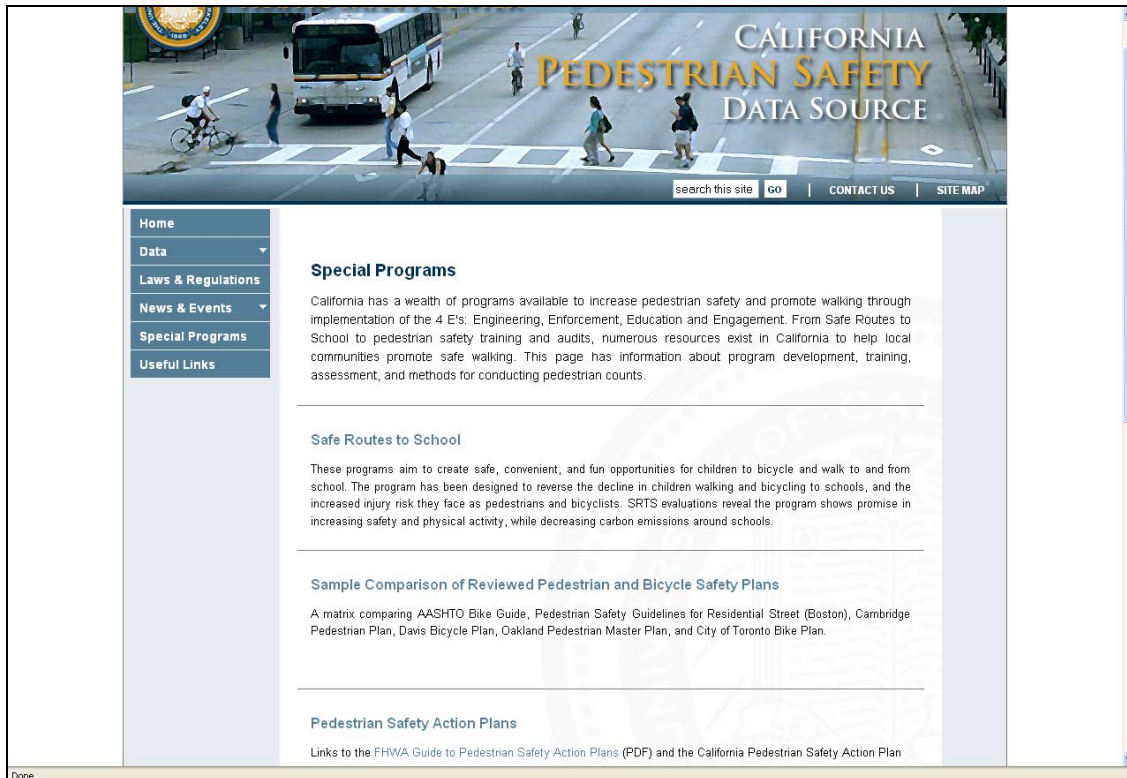 CALIFORNIA
PEDESTRIAN SAFETY
DATA SOURCE
search this site GO | CONTACT US | SITE MAP
Home
Data
Laws & Regulations
News & Events
Special Programs
Useful Links
Special Programs
California has a wealth of programs available to increase pedestrian safety and promote walking through
implementation of the 4 E's: Engineering, Enforcement, Education and Engagement. From Safe Routes to
School to pedestrian safety training and audits, numerous resources exist in California to help local
communities promote safe walking. This page has information about program development, training,
assessment, and methods for conducting pedestrian counts.
Safe Routes to School
These programs aim to create safe, convenient, and fun opportunities for children to bicycle and walk to and from
school. The program has been designed to reverse the decline in children walking and bicycling to schools, and the
increased injury risk they face as pedestrians and bicyclists. SRTS evaluations reveal the program shows promise in
increasing safety and physical activity, while decreasing carbon emissions around schools.
Sample Comparison of Reviewed Pedestrian and Bicycle Safety Plans
A matrix comparing AASHTO Bike Guide, Pedestrian Safety Guidelines for Residential Street (Boston), Cambridge
Pedestrian Plan, Davis Bicycle Plan, Oakland Pedestrian Master Plan, and City of Toronto Bike Plan.
Pedestrian Safety Action Plans
Links to the FHWA Guide to Pedestrian Safety Action Plans (PDF) and the California Pedestrian Safety Action Plan
Done